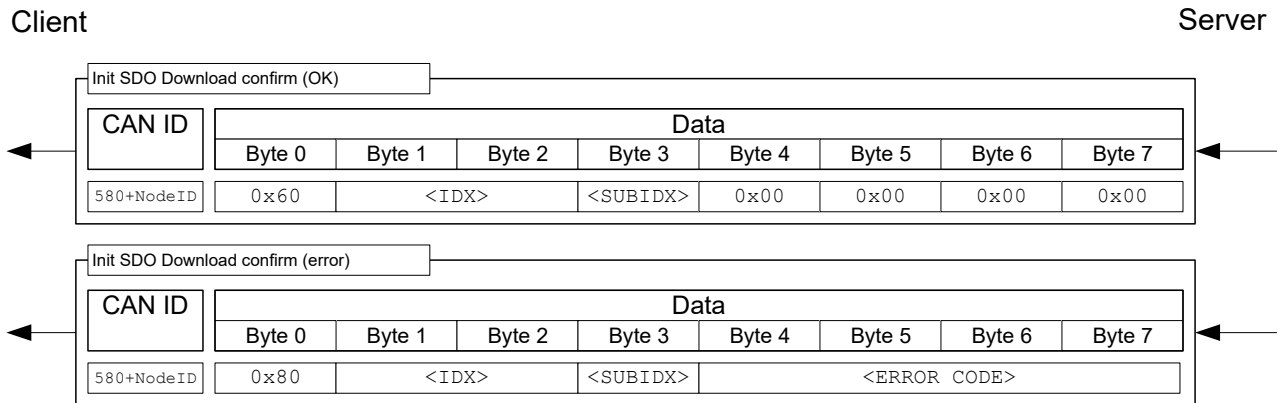 Client Server
Init SDO Download confirm (OK)
CAN ID Data
Byte 0 Byte 1 Byte 2 Byte 3 Byte 4 Byte 5 Byte 6 Byte 7
580+NodeID 0x60 <IDX> <SUBIDX> 0x00 0x00 0x00 0x00
Init SDO Download confirm (error)
CAN ID Data
Byte 0 Byte 1 Byte 2 Byte 3 Byte 4 Byte 5 Byte 6 Byte 7
580+NodeID 0x80 <IDX> <SUBIDX> <ERROR CODE>